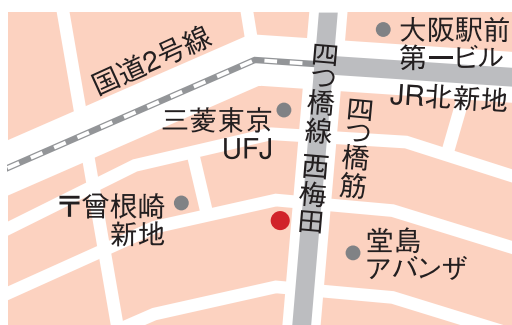 大阪駅前
第一ビル
国道2号線
JR北新地
三菱東京
UFJ
四つ橋線 西梅田
四つ橋筋
〒曾根崎
新地
堂島
アバンザ